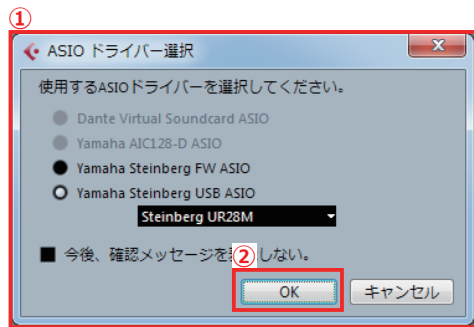 ①
ASIO ドライバー選択
使用するASIOドライバーを選択してください。
Dante Virtual Soundcard ASIO
Yamaha AIC128-D ASIO
Yamaha Steinberg FW ASIO
Yamaha Steinberg USB ASIO
Steinberg UR28M
今後、確認メッセージを しない。
②
OK キャンセル